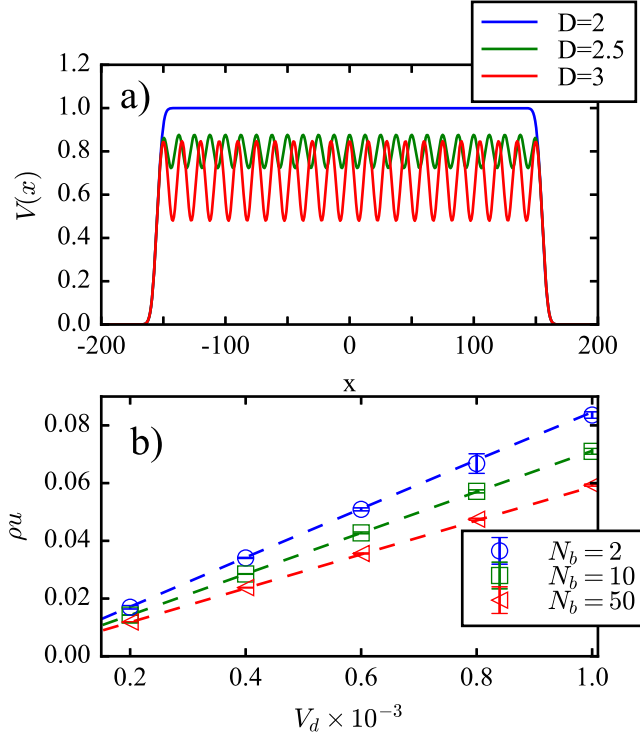 D=2
D=2.5
D=3
a)
1.2
1.0
0.8
0.6
0.4
0.2
0.0
V(x)
-200 -100 0 100 200
x
b)
0.08
0.06
0.04
0.02
0.00
ρu
N_b = 2
N_b = 10
N_b = 50
0.2 0.4 0.6 0.8 1.0
V_d × 10^{-3}